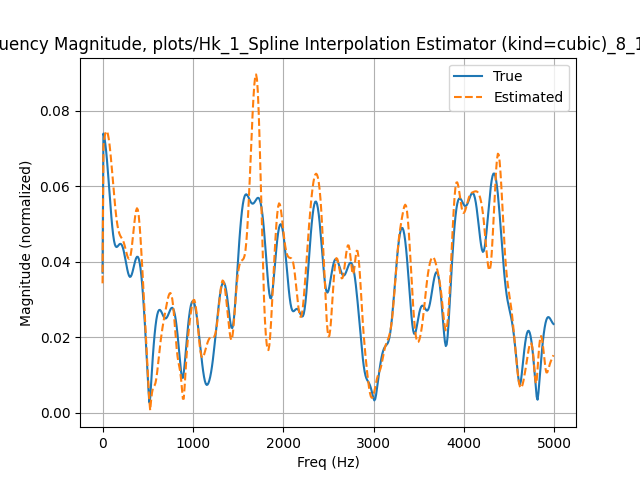 uency Magnitude, plots/Hk_1_Spline Interpolation Estimator (kind=cubic)_8_1
True
Estimated
Magnitude (normalized)
0.08
0.06
0.04
0.02
0.00
0
1000
2000
3000
4000
5000
Freq (Hz)